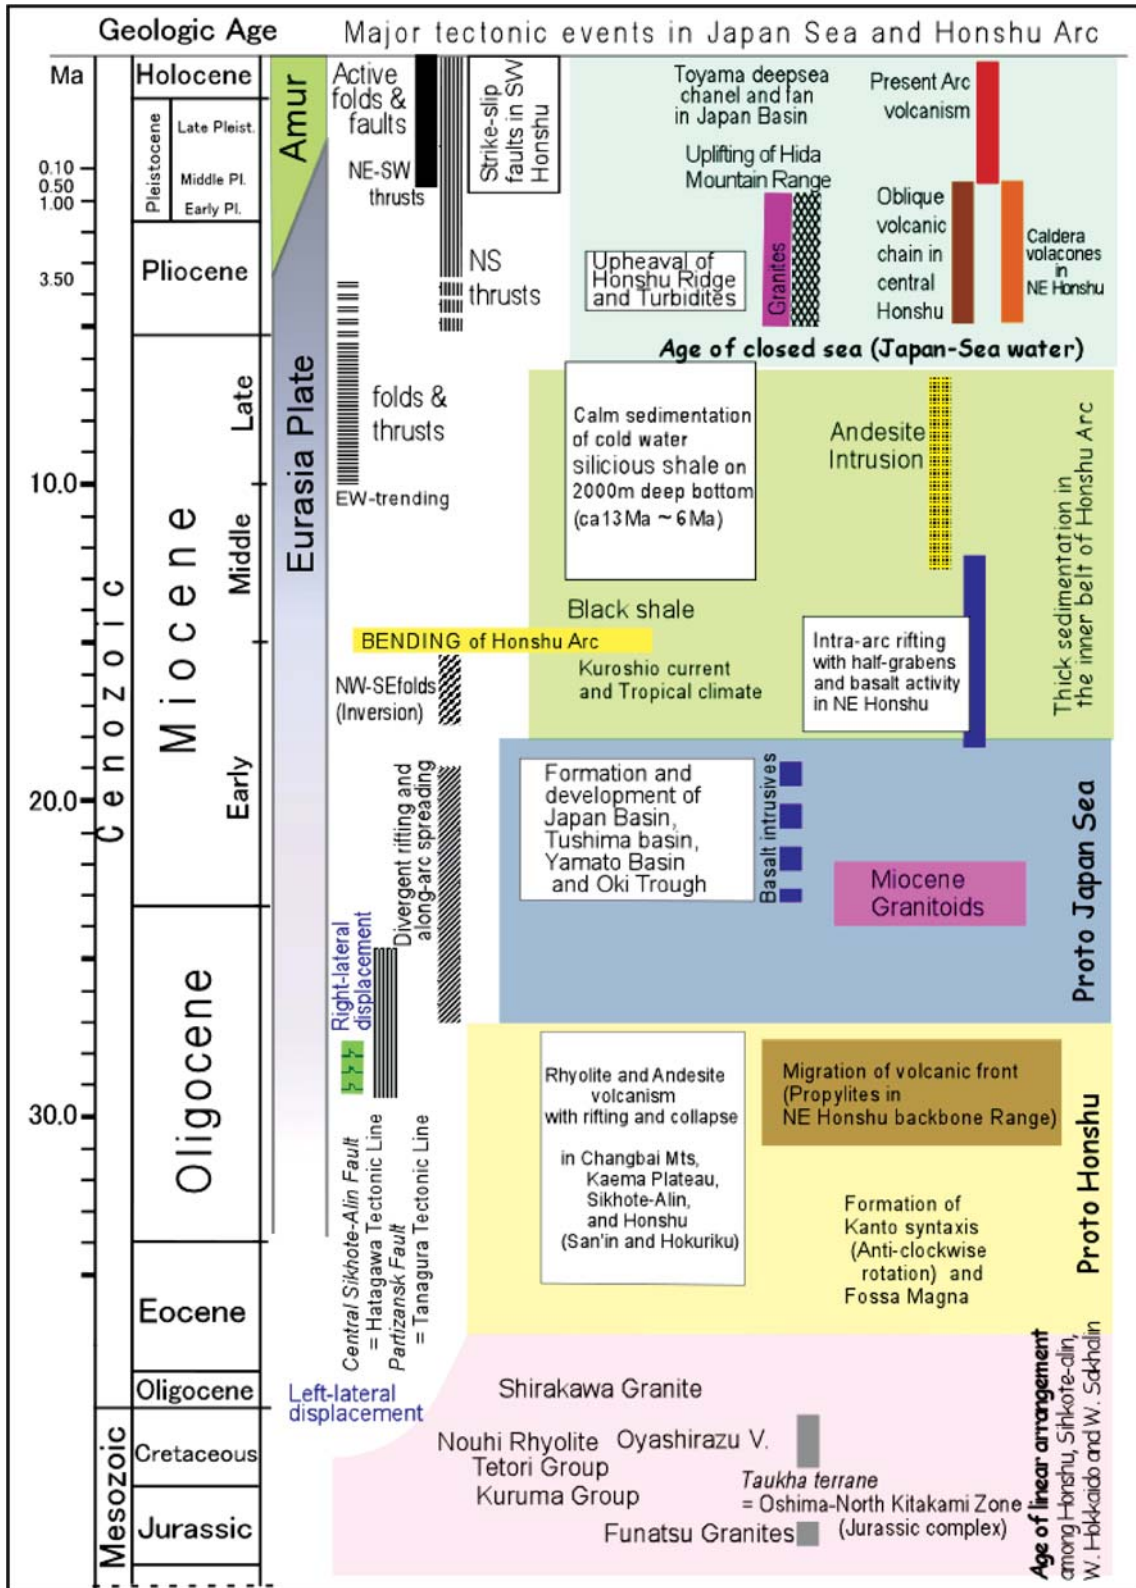 Geologic Age
Major tectonic events in Japan Sea and Honshu Arc
Ma
0.10
0.50
1.00
3.50
10.0
20.0
30.0
Cenozoic
Mesozoic
Holocene
Pleistocene
Late Pleist.
Middle Pl.
Early Pl.
Pliocene
Miocene
Late
Middle
Early
Oligocene
Eocene
Oligocene
Cretaceous
Jurassic
Amur
Eurasia Plate
Active
folds &
faults
NE-SW
thrusts
Strike-slip
faults in SW
Honshu
NS
thrusts
folds &
thrusts
EW-trending
BENDING of Honshu Arc
NW-SEfolds
(Inversion)
Divergent rifting and
along-arc spreading
Right-lateral
displacement
Central Sikhote-Alin Fault
= Hatagawa Tectonic Line
Partizansk Fault
= Tanagura Tectonic Line
Left-lateral
displacement
Toyama deepsea
chanel and fan
in Japan Basin
Uplifting of Hida
Mountain Range
Present Arc
volcanism
Upheaval of
Honshu Ridge
and Turbidites
Granites
Oblique
volcanic
chain in
central
Honshu
Caldera
volacones
in
NE Honshu
Age of closed sea (Japan-Sea water)
Calm sedimentation
of cold water
silicious shale on
2000m deep bottom
(ca13Ma ~ 6Ma)
Andesite
Intrusion
Black shale
Kuroshio current
and Tropical climate
Intra-arc rifting
with half-grabens
and basalt activity
in NE Honshu
Thick sedimentation in
the inner belt of Honshu Arc
Formation and
development of
Japan Basin,
Tushima basin,
Yamato Basin
and Oki Trough
Basalt intrusives
Miocene
Granitoids
Proto Japan Sea
Rhyolite and Andesite
volcanism
with rifting and collapse
in Changbai Mts,
Kaema Plateau,
Sikhote-Alin,
and Honshu
(San'in and Hokuriku)
Migration of volcanic front
(Propylites in
NE Honshu backbone Range)
Formation of
Kanto syntaxis
(Anti-clockwise
rotation) and
Fossa Magna
Proto Honshu
Shirakawa Granite
Nouhi Rhyolite
Oyashirazu V.
Tetori Group
Kuruma Group
Taukha terrane
= Oshima-North Kitakami Zone
(Jurassic complex)
Funatsu Granites
Age of linear arrangement
among Honshu, Sihkote-alin,
W. Hokkaido and W. Sakhalin